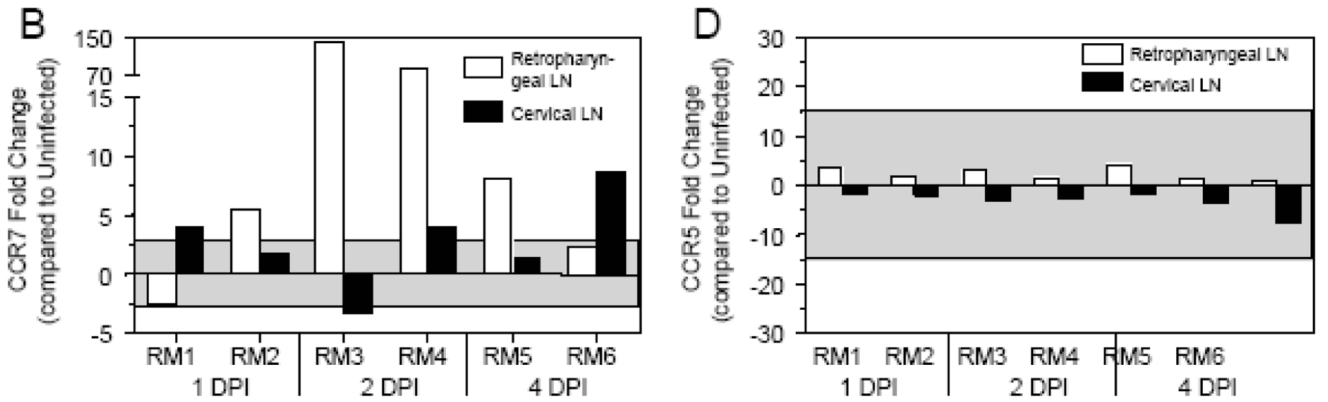 B
CCR7 Fold Change
(compared to Uninfected)
150
70
15
10
5
0
-5
Retropharyn-
geal LN
Cervical LN
RM1 RM2 RM3 RM4 RM5 RM6
1 DPI 2 DPI 4 DPI
D
CCR5 Fold Change
(compared to Uninfected)
30
20
10
0
-10
-20
-30
Retropharyngeal LN
Cervical LN
RM1 RM2 RM3 RM4 RM5 RM6
1 DPI 2 DPI 4 DPI